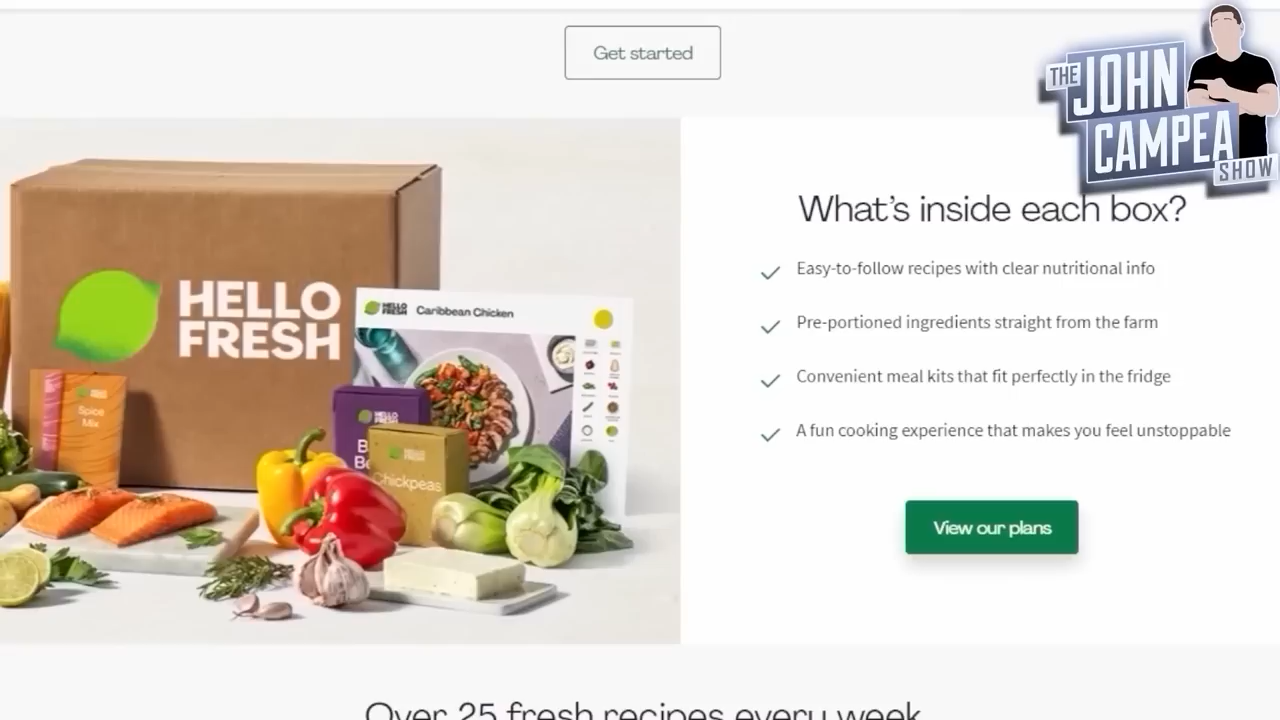 Get started
THE
JOHN
CAMPEA
SHOW
What's inside each box?
Easy-to-follow recipes with clear nutritional info
Pre-portioned ingredients straight from the farm
Convenient meal kits that fit perfectly in the fridge
A fun cooking experience that makes you feel unstoppable
View our plans
HELLO
FRESH
HELLO
FRESH
Caribbean Chicken
Spice
Mix
HELLO
FRESH
B
Be
Chickpeas
Over 25 fresh recipes every week